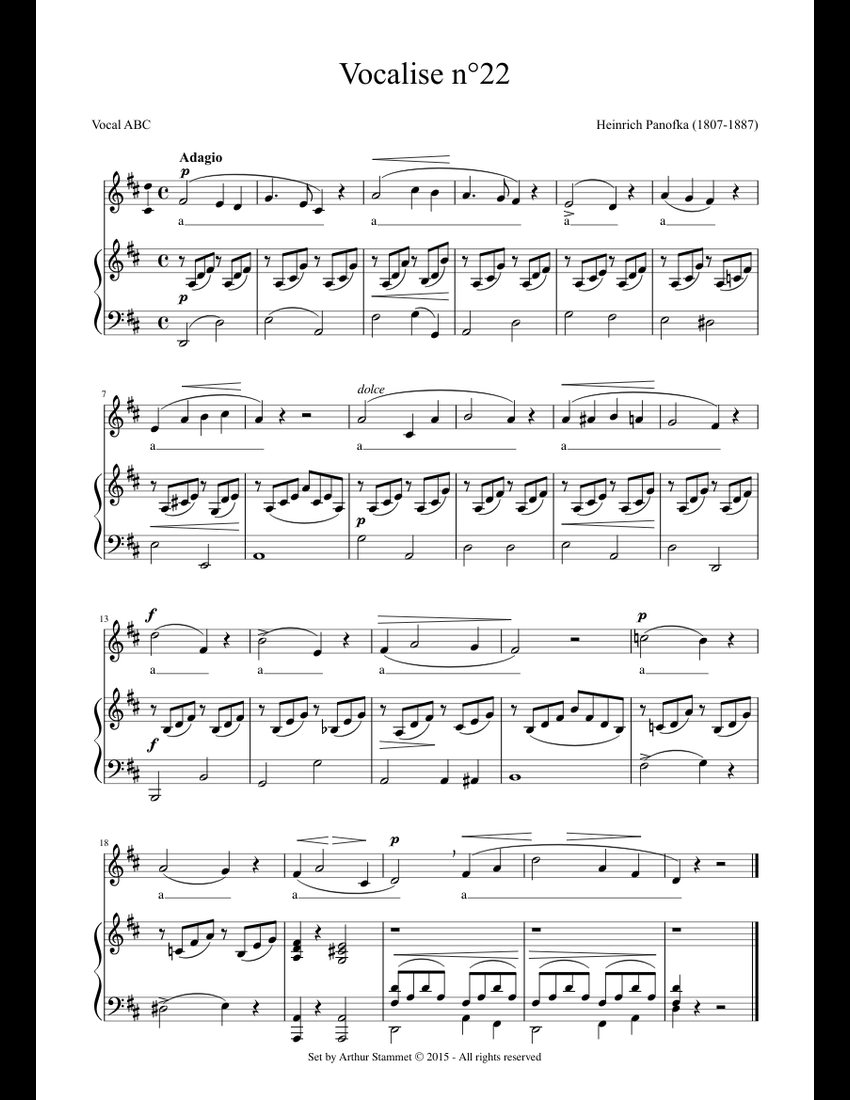 Vocalise n°22
Vocal ABC
Heinrich Panofka (1807-1887)
Adagio
p
a a a a
p
7
dolce
a a a
p
13
f
p
a a a a
f
18
p
a a a
Set by Arthur Stammet © 2015 - All rights reserved